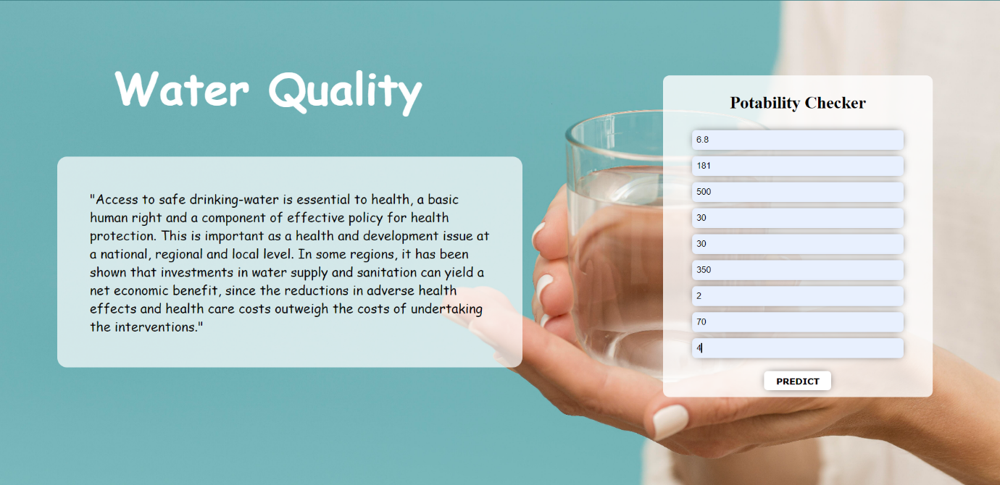 Water Quality
"Access to safe drinking-water is essential to health, a basic
human right and a component of effective policy for health
protection. This is important as a health and development issue at
a national, regional and local level. In some regions, it has been
shown that investments in water supply and sanitation can yield a
net economic benefit, since the reductions in adverse health
effects and health care costs outweigh the costs of undertaking
the interventions."
Potability Checker
6.8
181
500
30
30
350
2
70
4
PREDICT